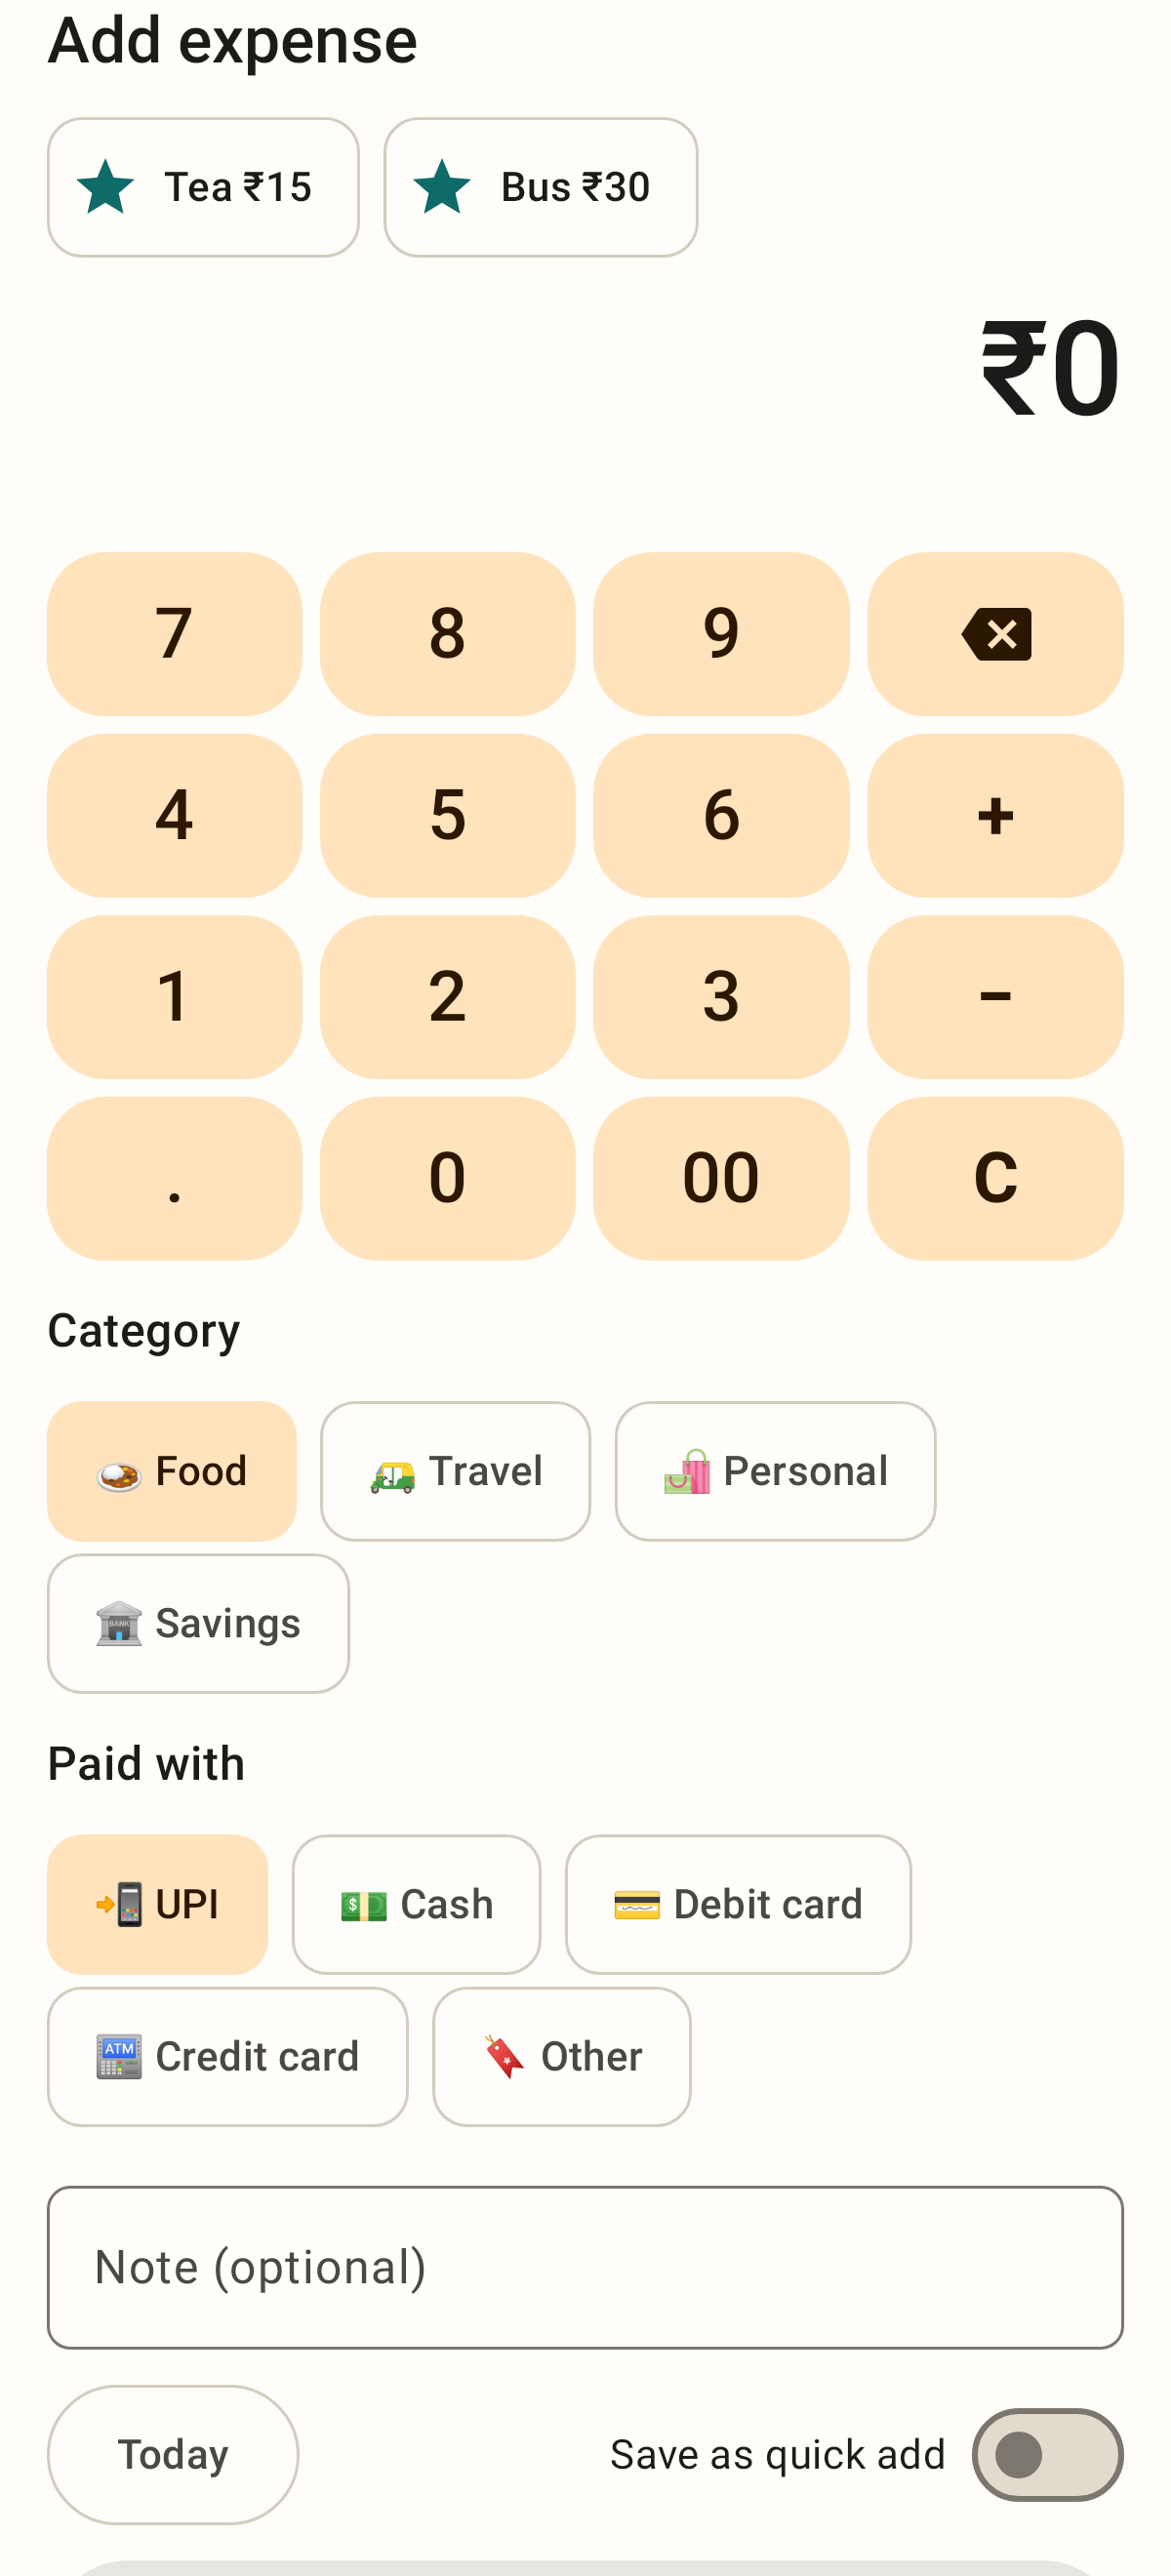 Add expense
Tea ₹15 Bus ₹30
₹0
7 8 9
4 5 6 +
1 2 3 −
. 0 00 C
Category
Food Travel Personal
BANK Savings
Paid with
UPI Cash Debit card
ATM Credit card Other
Note (optional)
Today Save as quick add